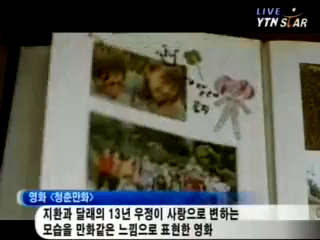 LIVE
YTN STAR
영화 <청춘만화>
지환과 달래의 13년 우정이 사랑으로 변하는
모습을 만화같은 느낌으로 표현한 영화